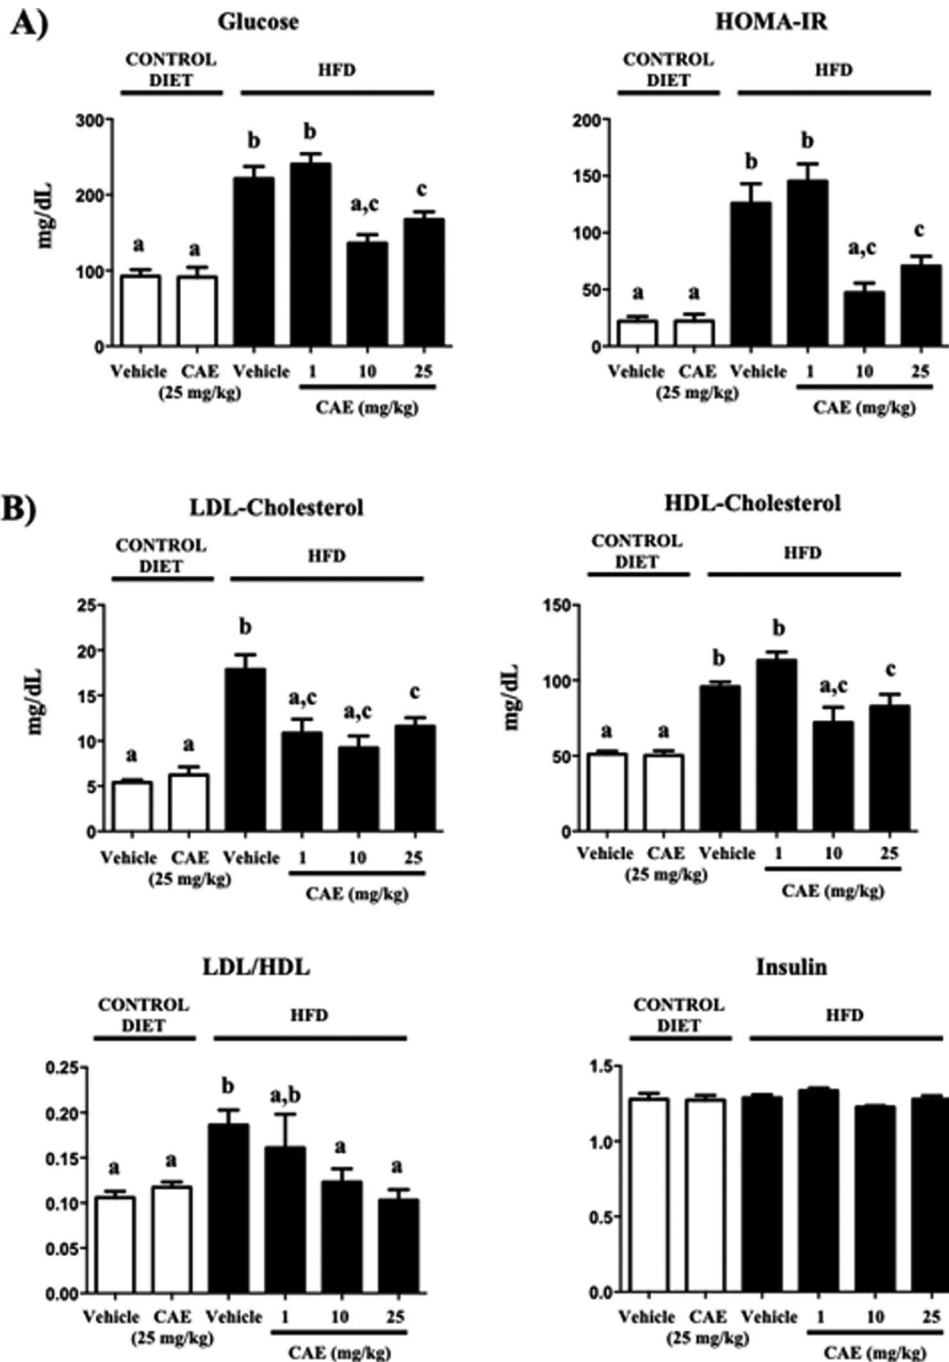 A)
Glucose
CONTROL
DIET
HFD
mg/dL
300
200
100
0
a
a
b
b
a,c
c
Vehicle CAE Vehicle 1 10 25
(25 mg/kg)
CAE (mg/kg)
HOMA-IR
CONTROL
DIET
HFD
200
150
100
50
0
a
a
b
b
a,c
c
Vehicle CAE Vehicle 1 10 25
(25 mg/kg)
CAE (mg/kg)
B)
LDL-Cholesterol
CONTROL
DIET
HFD
mg/dL
25
20
15
10
5
0
a
a
b
a,c
a,c
c
Vehicle CAE Vehicle 1 10 25
(25 mg/kg)
CAE (mg/kg)
HDL-Cholesterol
CONTROL
DIET
HFD
mg/dL
150
100
50
0
a
a
b
b
a,c
c
Vehicle CAE Vehicle 1 10 25
(25 mg/kg)
CAE (mg/kg)
LDL/HDL
CONTROL
DIET
HFD
0.25
0.20
0.15
0.10
0.05
0.00
a
a
b
a,b
a
a
Vehicle CAE Vehicle 1 10 25
(25 mg/kg)
CAE (mg/kg)
Insulin
CONTROL
DIET
HFD
1.5
1.0
0.5
0.0
Vehicle CAE Vehicle 1 10 25
(25 mg/kg)
CAE (mg/kg)